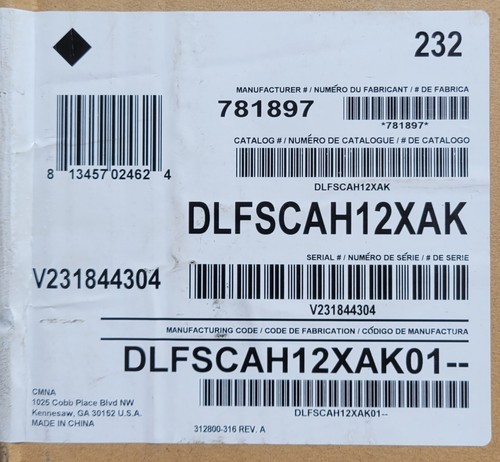 232
MANUFACTURER # / NUMÉRO DU FABRICANT / # DE FABRICA
781897
*781897*
CATALOG # / NUMÉRO DE CATALOGUE / # DE CATALOGO
8 13457 02462 4
DLFSCAH12XAK
DLFSCAH12XAK
SERIAL # / NUMÉRO DE SÉRIE / # DE SERIE
V231844304
V231844304
MANUFACTURING CODE / CODE DE FABRICATION / CÓDIGO DE MANUFACTURA
DLFSCAH12XAK01--
DLFSCAH12XAK01--
CMNA
1025 Cobb Place Blvd NW
Kennesaw, GA 30152 U.S.A.
MADE IN CHINA
312800-316 REV. A